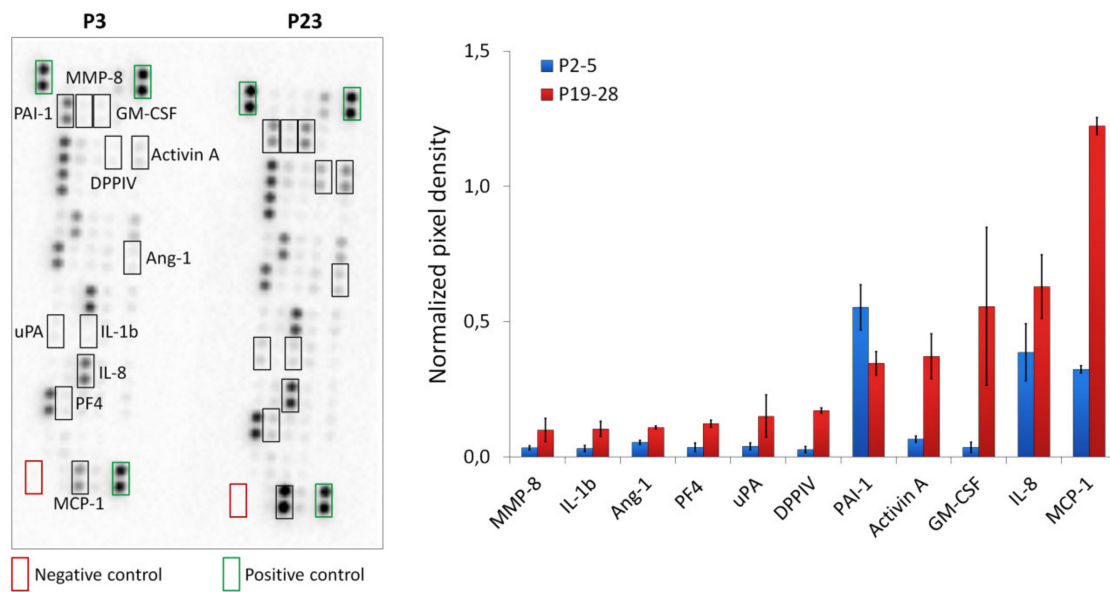 P3 P23
MMP-8
PAI-1 GM-CSF
Activin A
DPPIV
Ang-1
uPA IL-1b
IL-8
PF4
MCP-1
Negative control Positive control
Normalized pixel density
1,5
1,0
0,5
0,0
P2-5
P19-28
MMP-8 IL-1b Ang-1 PF4 uPA DPPIV PAI-1 Activin A GM-CSF IL-8 MCP-1